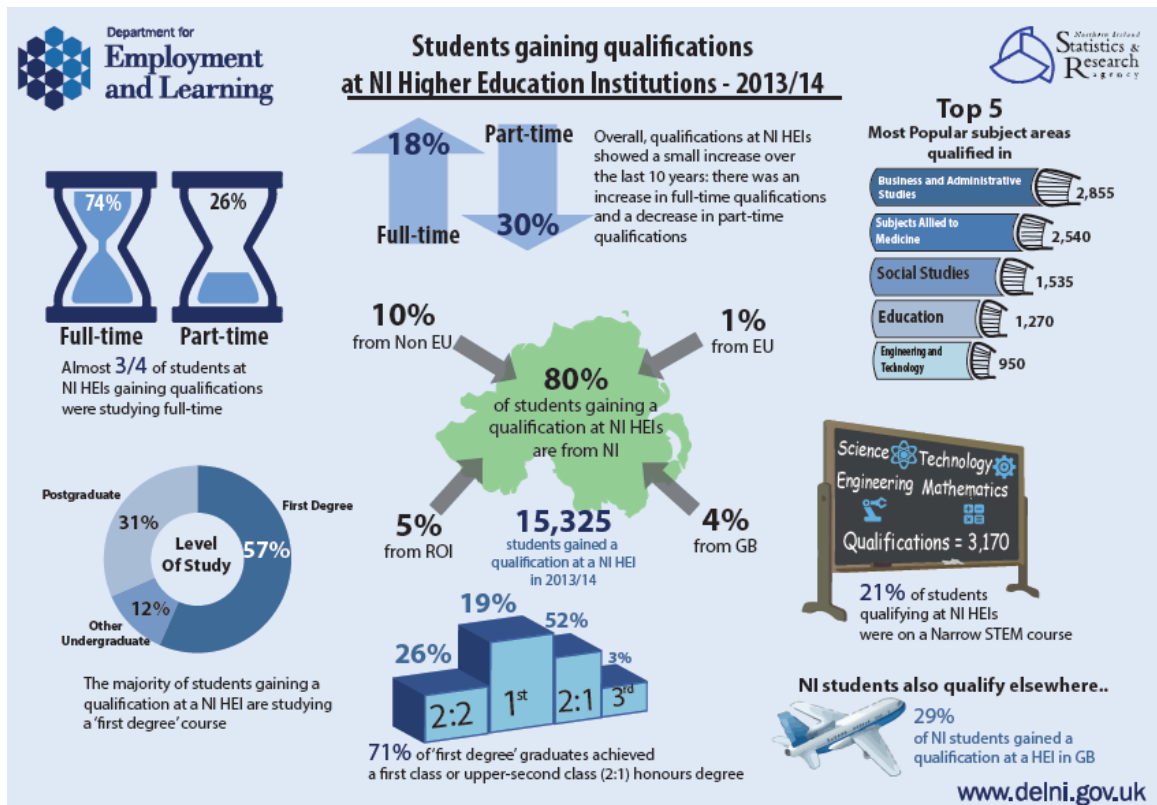 Department for
Employment
and Learning
Students gaining qualifications
at NI Higher Education Institutions - 2013/14
Northern Ireland
Statistics &
Research
Agency
74%
26%
Full-time
Part-time
Almost 3/4 of students at
NI HEIs gaining qualifications
were studying full-time
18%
Full-time
Part-time
30%
Overall, qualifications at NI HEIs
showed a small increase over
the last 10 years: there was an
increase in full-time qualifications
and a decrease in part-time
qualifications
Top 5
Most Popular subject areas
qualified in
Business and Administrative
Studies
2,855
Subjects Allied to
Medicine
2,540
Social Studies
1,535
Education
1,270
Engineering and
Technology
950
10%
from Non EU
1%
from EU
80%
of students gaining a
qualification at NI HEIs
are from NI
5%
from ROI
4%
from GB
15,325
students gained a
qualification at a NI HEI
in 2013/14
Postgraduate
31%
First Degree
57%
Level
Of Study
12%
Other
Undergraduate
The majority of students gaining a
qualification at a NI HEI are studying
a 'first degree' course
26%
19%
52%
3%
2:2
1st
2:1
3rd
71% of 'first degree' graduates achieved
a first class or upper-second class (2:1) honours degree
Science Technology
Engineering Mathematics
Qualifications = 3,170
21% of students
qualifying at NI HEIs
were on a Narrow STEM course
NI students also qualify elsewhere..
29%
of NI students gained a
qualification at a HEI in GB
www.delni.gov.uk